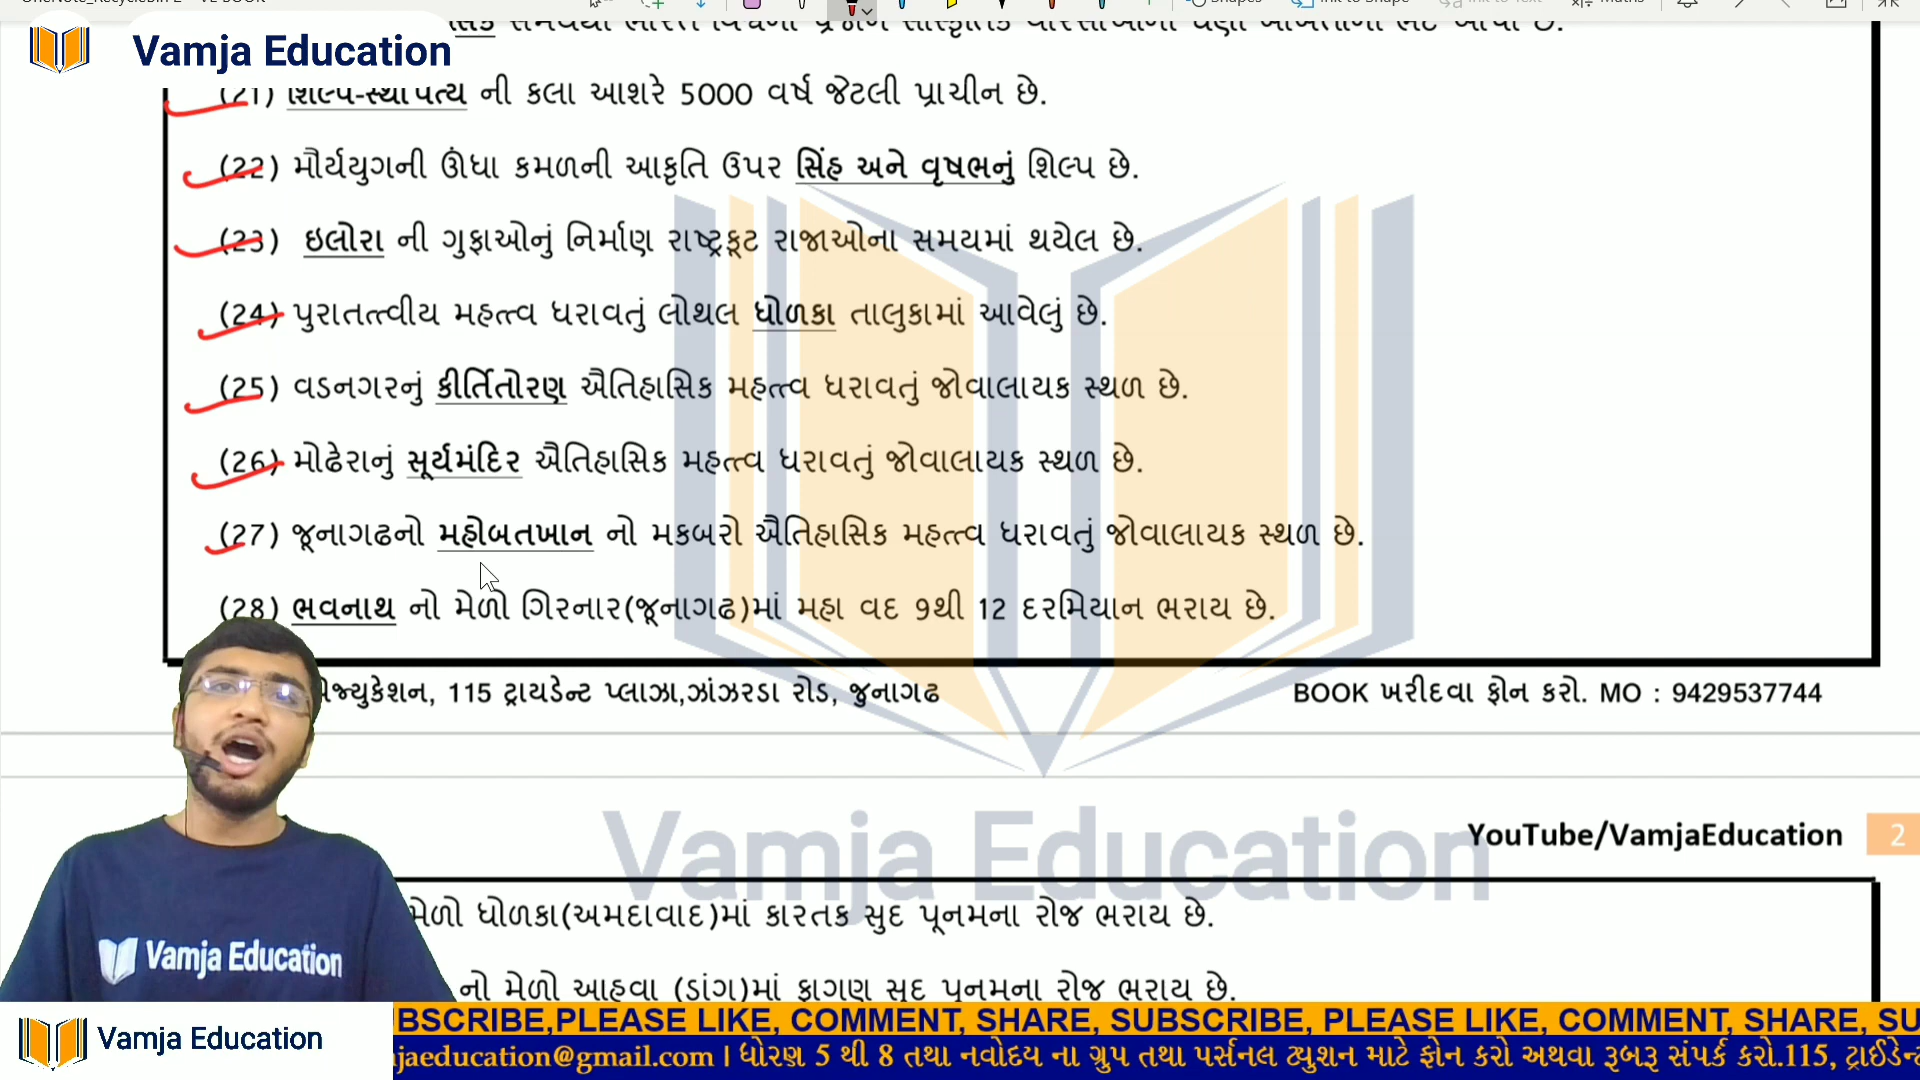 Vamja Education
(21) શિલ્પ-સ્થાપત્ય ની કલા આશરે 5000 વર્ષ જેટલી પ્રાચીન છે.
(22) મૌર્યયુગની ઊંધા કમળની આકૃતિ ઉપર સિંહ અને વૃષભનું શિલ્પ છે.
(23) ઇલોરા ની ગુફાઓનું નિર્માણ રાષ્ટ્રકૂટ રાજાઓના સમયમાં થયેલ છે.
(24) પુરાતત્ત્વીય મહત્ત્વ ધરાવતું લોથલ ધોળકા તાલુકામાં આવેલું છે.
(25) વડનગરનું કીર્તિતોરણ ઐતિહાસિક મહત્ત્વ ધરાવતું જોવાલાયક સ્થળ છે.
(26) મોઢેરાનું સૂર્યમંદિર ઐતિહાસિક મહત્ત્વ ધરાવતું જોવાલાયક સ્થળ છે.
(27) જૂનાગઢનો મહોબતખાન નો મકબરો ઐતિહાસિક મહત્ત્વ ધરાવતું જોવાલાયક સ્થળ છે.
(28) ભવનાથ નો મેળો ગિરનાર(જૂનાગઢ)માં મહા વદ 9થી 12 દરમિયાન ભરાય છે.
115 ટ્રાયડેન્ટ પ્લાઝા,ઝાંઝરડા રોડ, જુનાગઢ
BOOK ખરીદવા ફોન કરો. MO : 9429537744
Vamja Education
YouTube/VamjaEducation 2
મેળો ધોળકા(અમદાવાદ)માં કારતક સુદ પૂનમના રોજ ભરાય છે.
નો મેળો આહવા (ડાંગ)માં ફાગણ સુદ પૂનમના રોજ ભરાય છે.
Vamja Education
BSCRIBE,PLEASE LIKE, COMMENT, SHARE, SUBSCRIBE, PLEASE LIKE, COMMENT, SHARE, SU
Vamja Education
jaeducation@gmail.com | ધોરણ 5 થી 8 તથા નવોદય ના ગ્રુપ તથા પર્સનલ ટ્યુશન માટે ફોન કરો અથવા રૂબરૂ સંપર્ક કરો.115, ટ્રાઈડેન્ટ